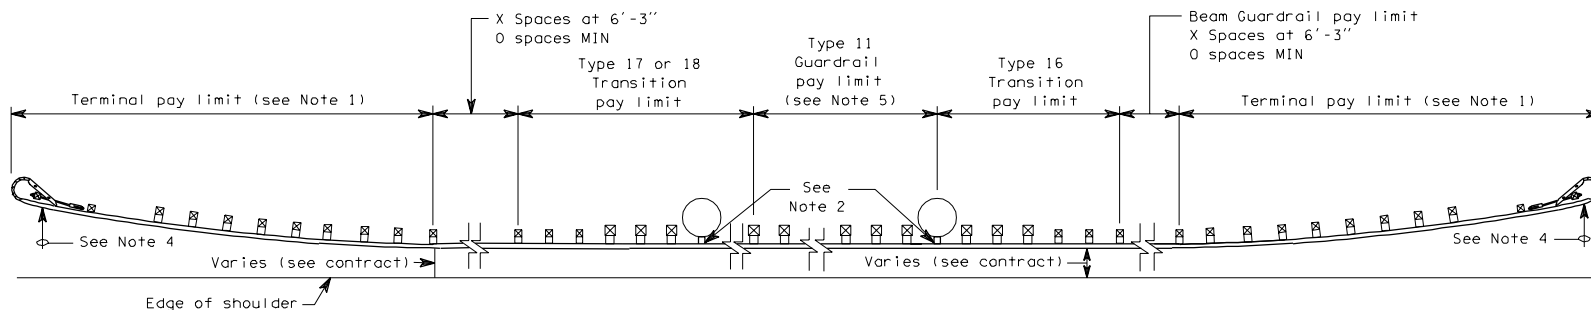 X Spaces at 6'-3"
0 spaces MIN
Beam Guardrail pay limit
X Spaces at 6'-3"
0 spaces MIN
Terminal pay limit (see Note 1)
Type 17 or 18
Transition
pay limit
Type 11
Guardrail
pay limit
(see Note 5)
Type 16
Transition
pay limit
Terminal pay limit (see Note 1)
See
Note 2
See Note 4
See Note 4
Varies (see contract)
Varies (see contract)
Edge of shoulder